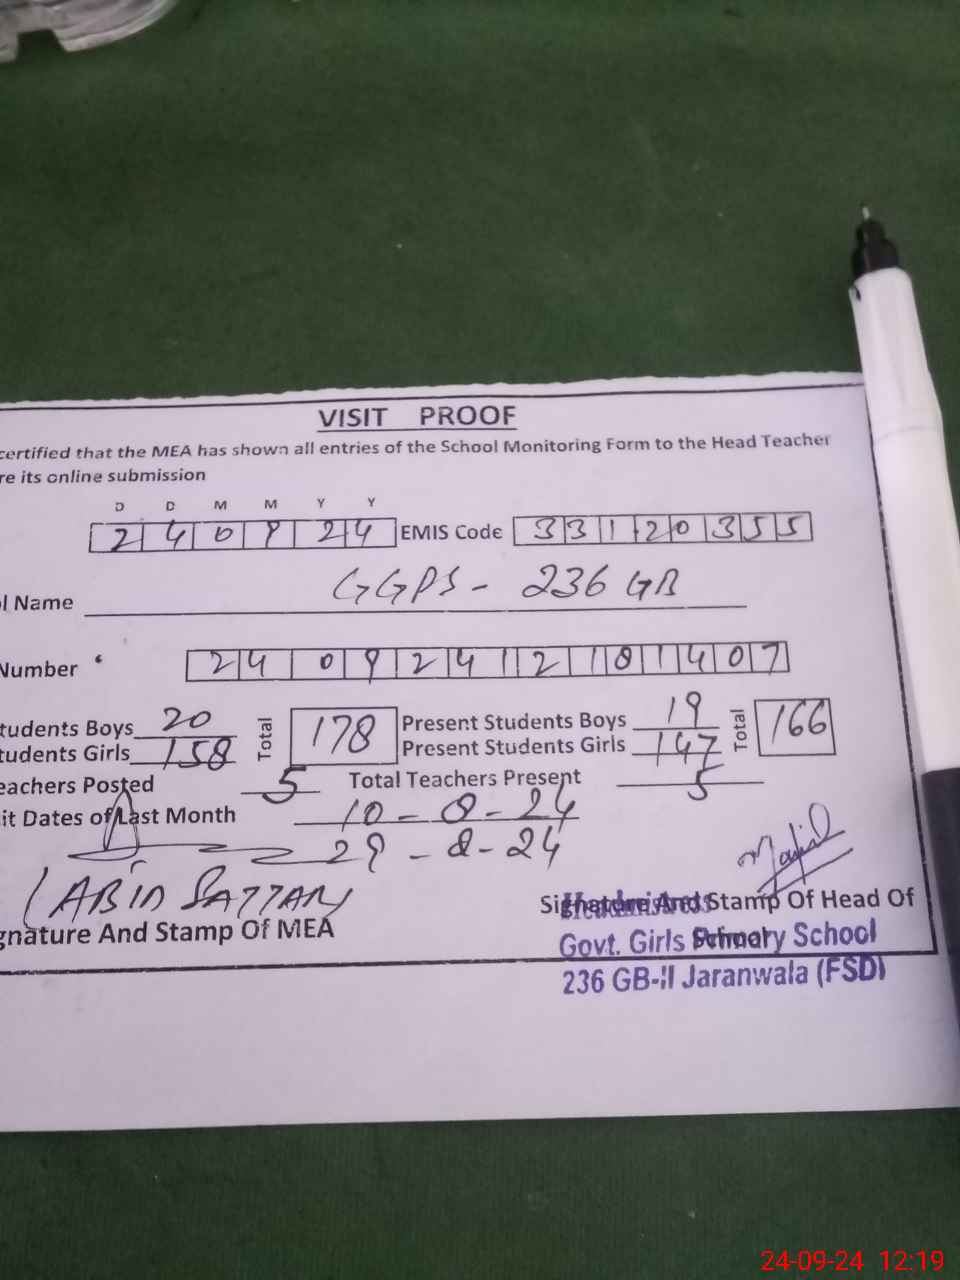 VISIT PROOF
certified that the MEA has shown all entries of the School Monitoring Form to the Head Teacher
re its online submission
D D M M Y Y
2 4 0 9 2 4 EMIS Code 3 3 1 2 0 3 5 5
l Name GGPS - 236 GB
Number 2 4 0 9 2 4 1 2 1 8 1 4 0 7
tudents Boys 20 Total 178 Present Students Boys 19 Total 166
tudents Girls 158 Present Students Girls 147
eachers Posted 5 Total Teachers Present 5
it Dates of Last Month 10 - 8 - 24
29 - 8 - 24
(ABID SATTAR)
gnature And Stamp Of MEA
Signature And Stamp Of Head Of
School
Headmistress
Govt. Girls Primary School
236 GB-II Jaranwala (FSD)
24-09-24 12:19